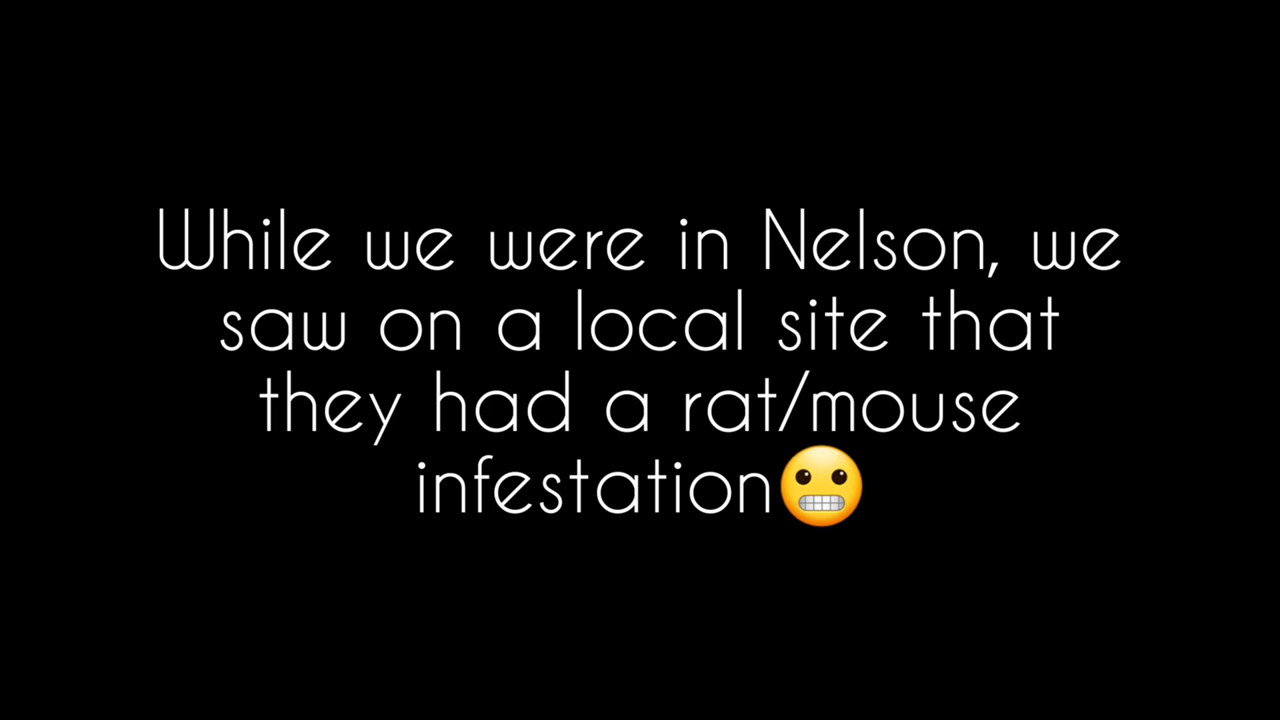 While we were in Nelson, we
saw on a local site that
they had a rat/mouse
infestation😬